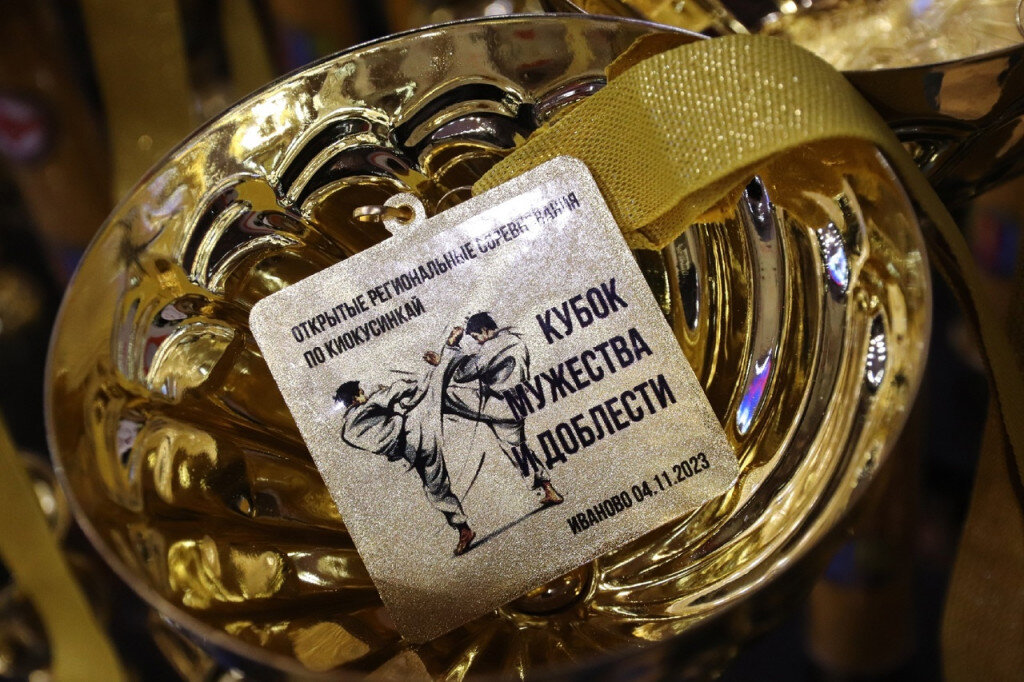 ОТКРЫТЫЕ РЕГИОНАЛЬНЫЕ СОРЕВНОВАНИЯ
ПО КИОКУСИНКАЙ
КУБОК
МУЖЕСТВА
И ДОБЛЕСТИ
ИВАНОВО 04.11.2023